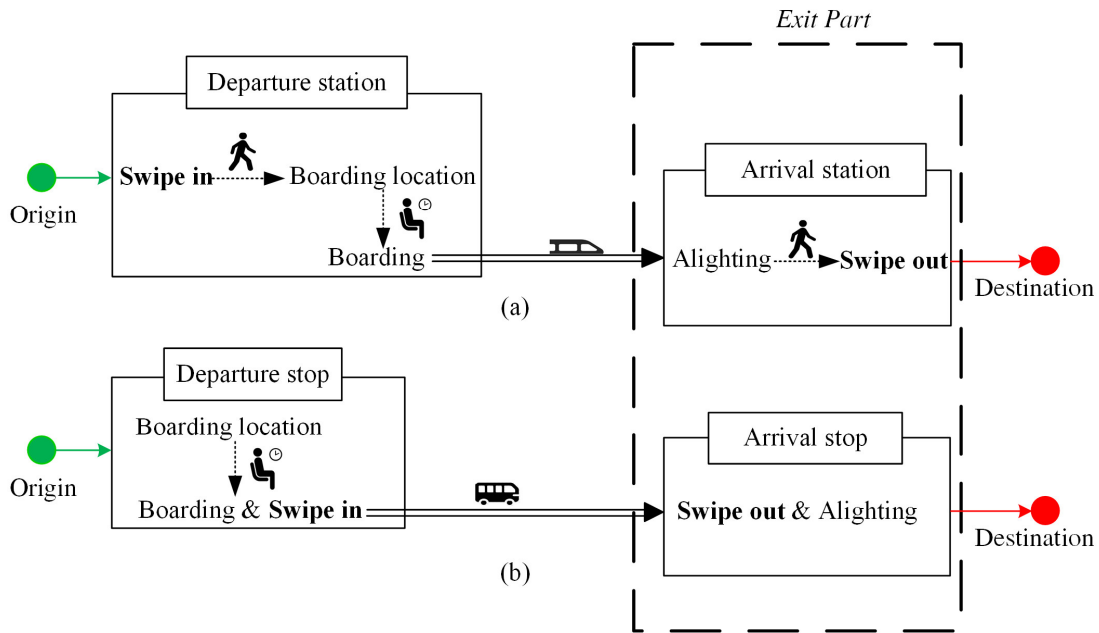 Exit Part
Departure station
Swipe in
Boarding location
Boarding
Origin
Arrival station
Alighting
Swipe out
Destination
(a)
Departure stop
Boarding location
Boarding & Swipe in
Origin
Arrival stop
Swipe out & Alighting
Destination
(b)